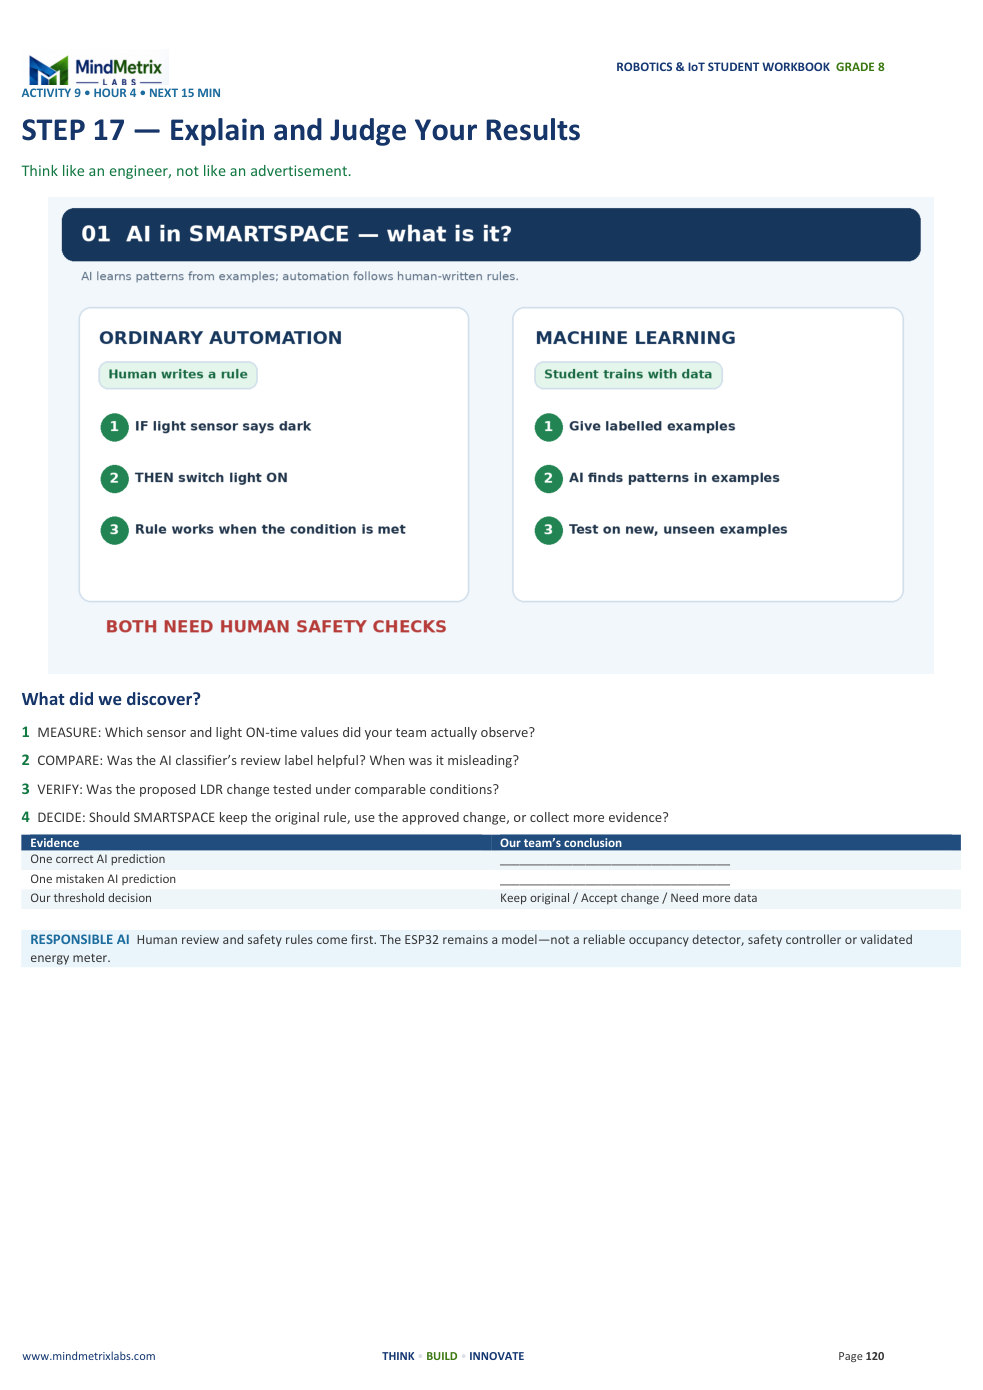 MindMetrix
LABS
ROBOTICS & IoT STUDENT WORKBOOK GRADE 8
ACTIVITY 9 • HOUR 4 • NEXT 15 MIN
STEP 17 — Explain and Judge Your Results
Think like an engineer, not like an advertisement.
01 AI in SMARTSPACE — what is it?
AI learns patterns from examples; automation follows human-written rules.
ORDINARY AUTOMATION
Human writes a rule
1 IF light sensor says dark
2 THEN switch light ON
3 Rule works when the condition is met
MACHINE LEARNING
Student trains with data
1 Give labelled examples
2 AI finds patterns in examples
3 Test on new, unseen examples
BOTH NEED HUMAN SAFETY CHECKS
What did we discover?
1 MEASURE: Which sensor and light ON-time values did your team actually observe?
2 COMPARE: Was the AI classifier’s review label helpful? When was it misleading?
3 VERIFY: Was the proposed LDR change tested under comparable conditions?
4 DECIDE: Should SMARTSPACE keep the original rule, use the approved change, or collect more evidence?
Evidence Our team’s conclusion
One correct AI prediction ________________________________
One mistaken AI prediction ________________________________
Our threshold decision Keep original / Accept change / Need more data
RESPONSIBLE AI Human review and safety rules come first. The ESP32 remains a model—not a reliable occupancy detector, safety controller or validated
energy meter.
www.mindmetrixlabs.com THINK • BUILD • INNOVATE Page 120